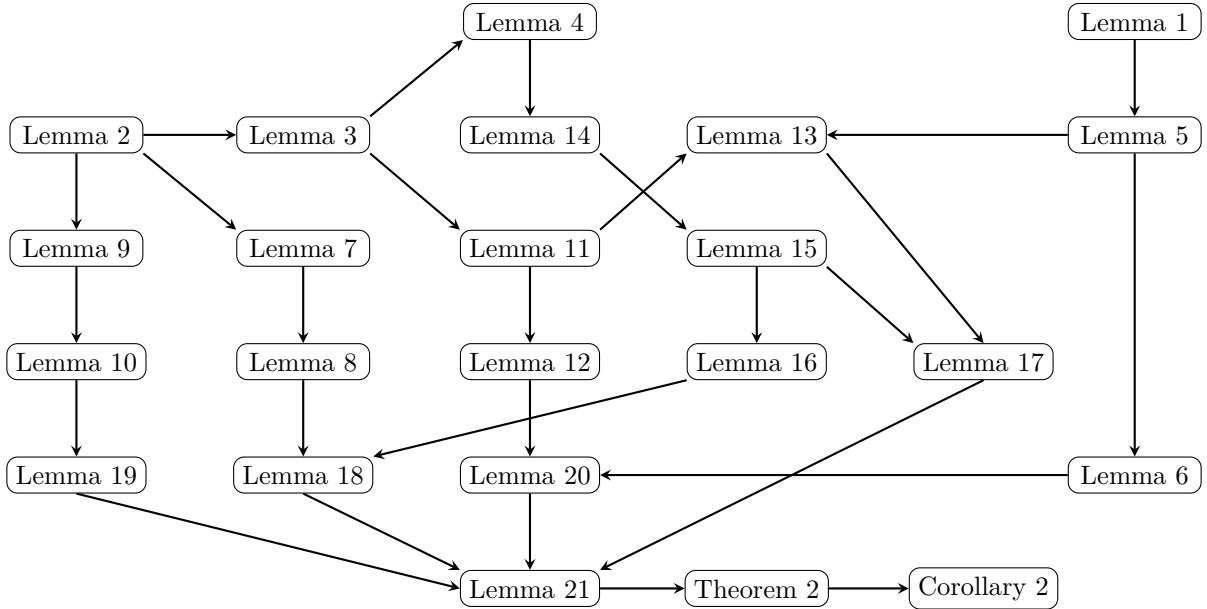 Lemma 4
Lemma 1
Lemma 2
Lemma 3
Lemma 14
Lemma 13
Lemma 5
Lemma 9
Lemma 7
Lemma 11
Lemma 15
Lemma 10
Lemma 8
Lemma 12
Lemma 16
Lemma 17
Lemma 19
Lemma 18
Lemma 20
Lemma 6
Lemma 21
Theorem 2
Corollary 2